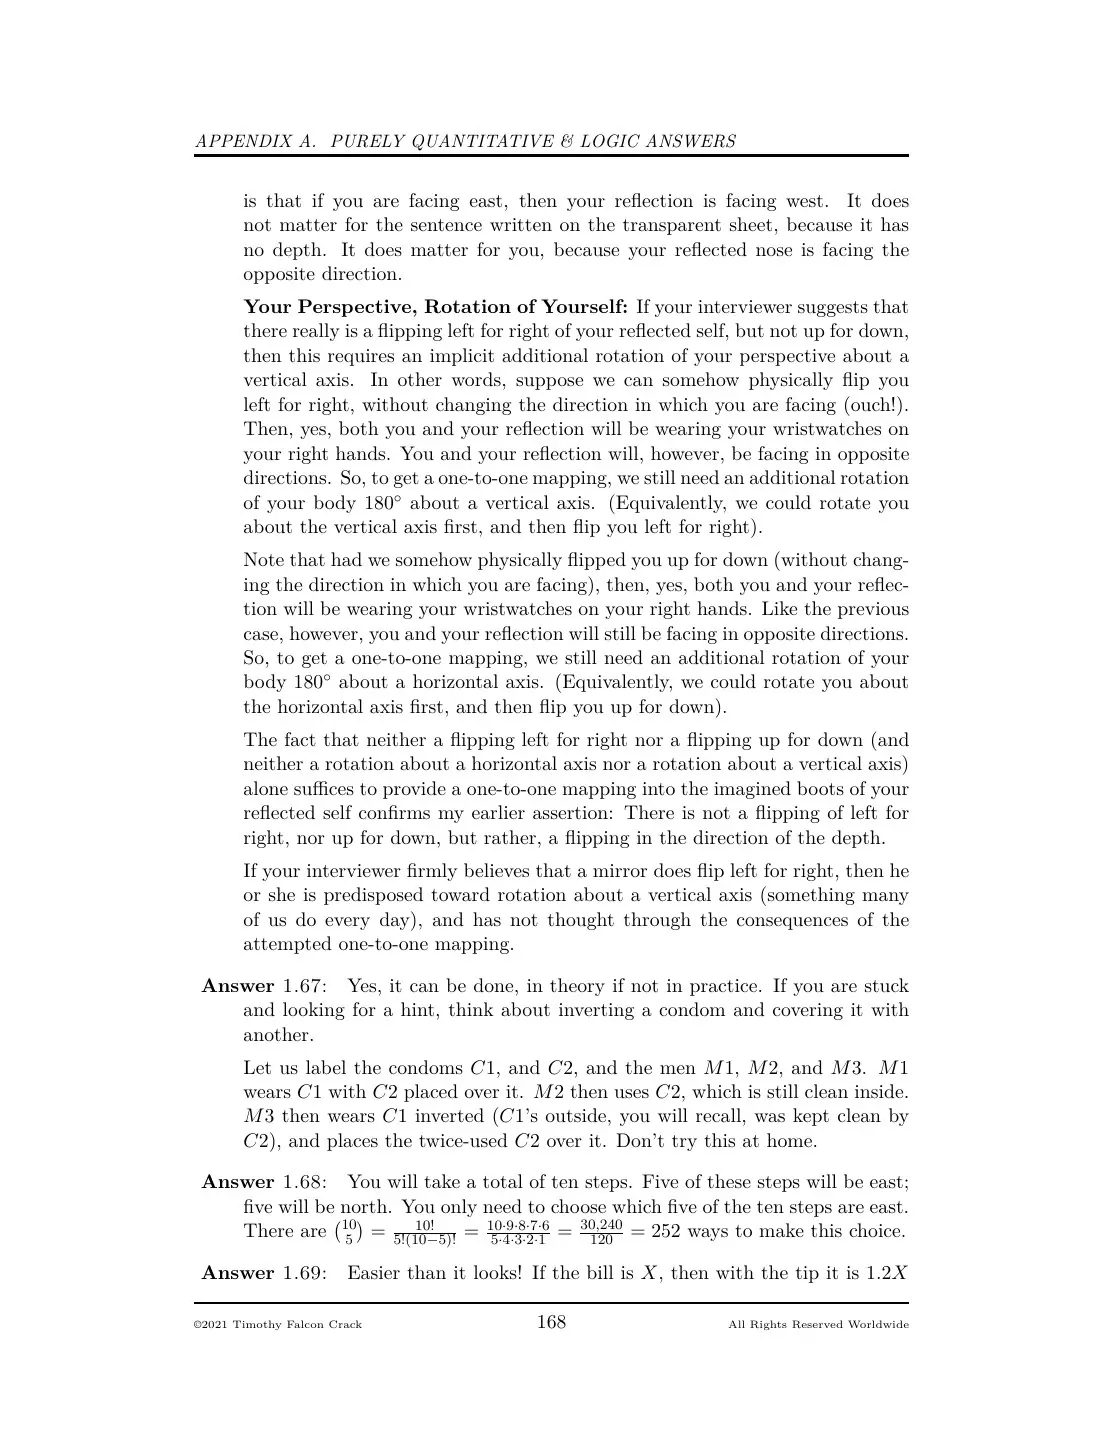 APPENDIX A. PURELY QUANTITATIVE & LOGIC ANSWERS
is that if you are facing east, then your reflection is facing west. It does
not matter for the sentence written on the transparent sheet, because it has
no depth. It does matter for you, because your reflected nose is facing the
opposite direction.
Your Perspective, Rotation of Yourself: If your interviewer suggests that
there really is a flipping left for right of your reflected self, but not up for down,
then this requires an implicit additional rotation of your perspective about a
vertical axis. In other words, suppose we can somehow physically flip you
left for right, without changing the direction in which you are facing (ouch!).
Then, yes, both you and your reflection will be wearing your wristwatches on
your right hands. You and your reflection will, however, be facing in opposite
directions. So, to get a one-to-one mapping, we still need an additional rotation
of your body 180° about a vertical axis. (Equivalently, we could rotate you
about the vertical axis first, and then flip you left for right).
Note that had we somehow physically flipped you up for down (without chang-
ing the direction in which you are facing), then, yes, both you and your reflec-
tion will be wearing your wristwatches on your right hands. Like the previous
case, however, you and your reflection will still be facing in opposite directions.
So, to get a one-to-one mapping, we still need an additional rotation of your
body 180° about a horizontal axis. (Equivalently, we could rotate you about
the horizontal axis first, and then flip you up for down).
The fact that neither a flipping left for right nor a flipping up for down (and
neither a rotation about a horizontal axis nor a rotation about a vertical axis)
alone suffices to provide a one-to-one mapping into the imagined boots of your
reflected self confirms my earlier assertion: There is not a flipping of left for
right, nor up for down, but rather, a flipping in the direction of the depth.
If your interviewer firmly believes that a mirror does flip left for right, then he
or she is predisposed toward rotation about a vertical axis (something many
of us do every day), and has not thought through the consequences of the
attempted one-to-one mapping.
Answer 1.67: Yes, it can be done, in theory if not in practice. If you are stuck
and looking for a hint, think about inverting a condom and covering it with
another.
Let us label the condoms C1, and C2, and the men M1, M2, and M3. M1
wears C1 with C2 placed over it. M2 then uses C2, which is still clean inside.
M3 then wears C1 inverted (C1's outside, you will recall, was kept clean by
C2), and places the twice-used C2 over it. Don't try this at home.
Answer 1.68: You will take a total of ten steps. Five of these steps will be east;
five will be north. You only need to choose which five of the ten steps are east.
There are (10 5) = 10!/5!(10−5)! = 10·9·8·7·6/5·4·3·2·1 = 30,240/120 = 252 ways to make this choice.
Answer 1.69: Easier than it looks! If the bill is X, then with the tip it is 1.2X
©2021 Timothy Falcon Crack 168 All Rights Reserved Worldwide